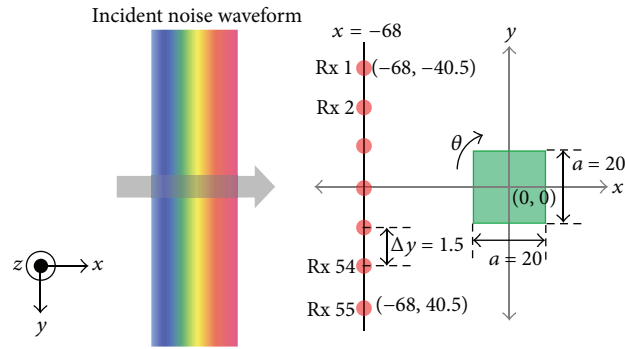 Incident noise waveform
x = −68
y
Rx 1
(−68, −40.5)
Rx 2
θ
a = 20
(0, 0)
x
Δy = 1.5
a = 20
Rx 54
Rx 55
(−68, 40.5)
z
x
y